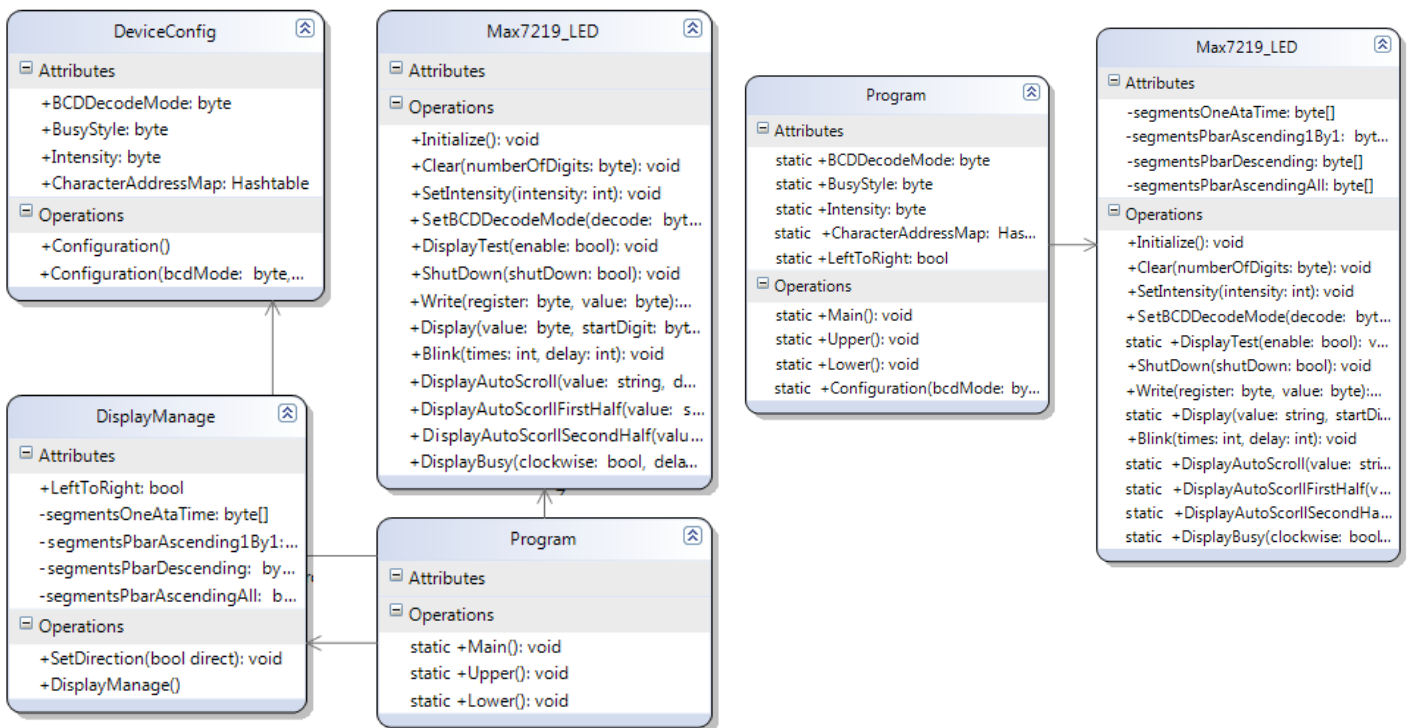 DeviceConfig
Attributes
+BCDDecodeMode: byte
+BusyStyle: byte
+Intensity: byte
+CharacterAddressMap: Hashtable
Operations
+Configuration()
+Configuration(bcdMode: byte,...
Max7219_LED
Attributes
Operations
+Initialize(): void
+Clear(numberOfDigits: byte): void
+SetIntensity(intensity: int): void
+SetBCDDecodeMode(decode: byt...
+DisplayTest(enable: bool): void
+ShutDown(shutDown: bool): void
+Write(register: byte, value: byte):...
+Display(value: byte, startDigit: byt...
+Blink(times: int, delay: int): void
+DisplayAutoScroll(value: string, d...
+DisplayAutoScorllFirstHalf(value: s...
+DisplayAutoScorllSecondHalf(valu...
+DisplayBusy(clockwise: bool, dela...
DisplayManage
Attributes
+LeftToRight: bool
-segmentsOneAtaTime: byte[]
-segmentsPbarAscending1By1:...
-segmentsPbarDescending: by...
-segmentsPbarAscendingAll: b...
Operations
+SetDirection(bool direct): void
+DisplayManage()
Program
Attributes
Operations
static +Main(): void
static +Upper(): void
static +Lower(): void
Program
Attributes
static +BCDDecodeMode: byte
static +BusyStyle: byte
static +Intensity: byte
static +CharacterAddressMap: Has...
static +LeftToRight: bool
Operations
static +Main(): void
static +Upper(): void
static +Lower(): void
static +Configuration(bcdMode: by...
Max7219_LED
Attributes
-segmentsOneAtaTime: byte[]
-segmentsPbarAscending1By1: byt...
-segmentsPbarDescending: byte[]
-segmentsPbarAscendingAll: byte[]
Operations
+Initialize(): void
+Clear(numberOfDigits: byte): void
+SetIntensity(intensity: int): void
+SetBCDDecodeMode(decode: byt...
static +DisplayTest(enable: bool): v...
+ShutDown(shutDown: bool): void
+Write(register: byte, value: byte):...
static +Display(value: string, startDi...
+Blink(times: int, delay: int): void
static +DisplayAutoScroll(value: stri...
static +DisplayAutoScorllFirstHalf(v...
static +DisplayAutoScorllSecondHa...
static +DisplayBusy(clockwise: bool...